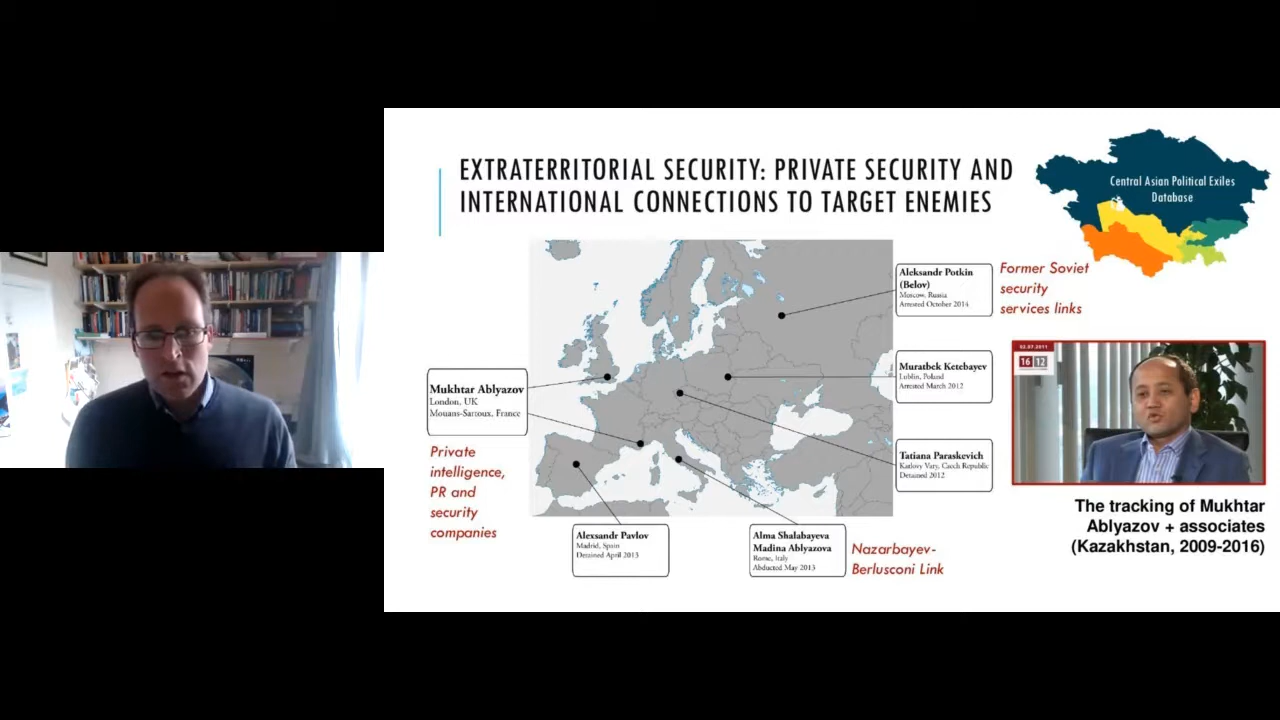 EXTRATERRITORIAL SECURITY: PRIVATE SECURITY AND
INTERNATIONAL CONNECTIONS TO TARGET ENEMIES
Central Asian Political Exiles
Database
Aleksandr Potkin
(Belov)
Moscow, Russia
Arrested October 2014
Former Soviet
security
services links
Muratbek Ketebayev
Lublin, Poland
Arrested March 2012
Mukhtar Ablyazov
London, UK
Mouans-Sartoux, France
Private
intelligence,
PR and
security
companies
Tatiana Paraskevich
Karlovy Vary, Czech Republic
Detained 2012
Alexsandr Pavlov
Madrid, Spain
Detained April 2013
Alma Shalabayeva
Madina Ablyazova
Rome, Italy
Abducted May 2013
Nazarbayev-
Berlusconi Link
02.07.2011
16 12
The tracking of Mukhtar
Ablyazov + associates
(Kazakhstan, 2009-2016)